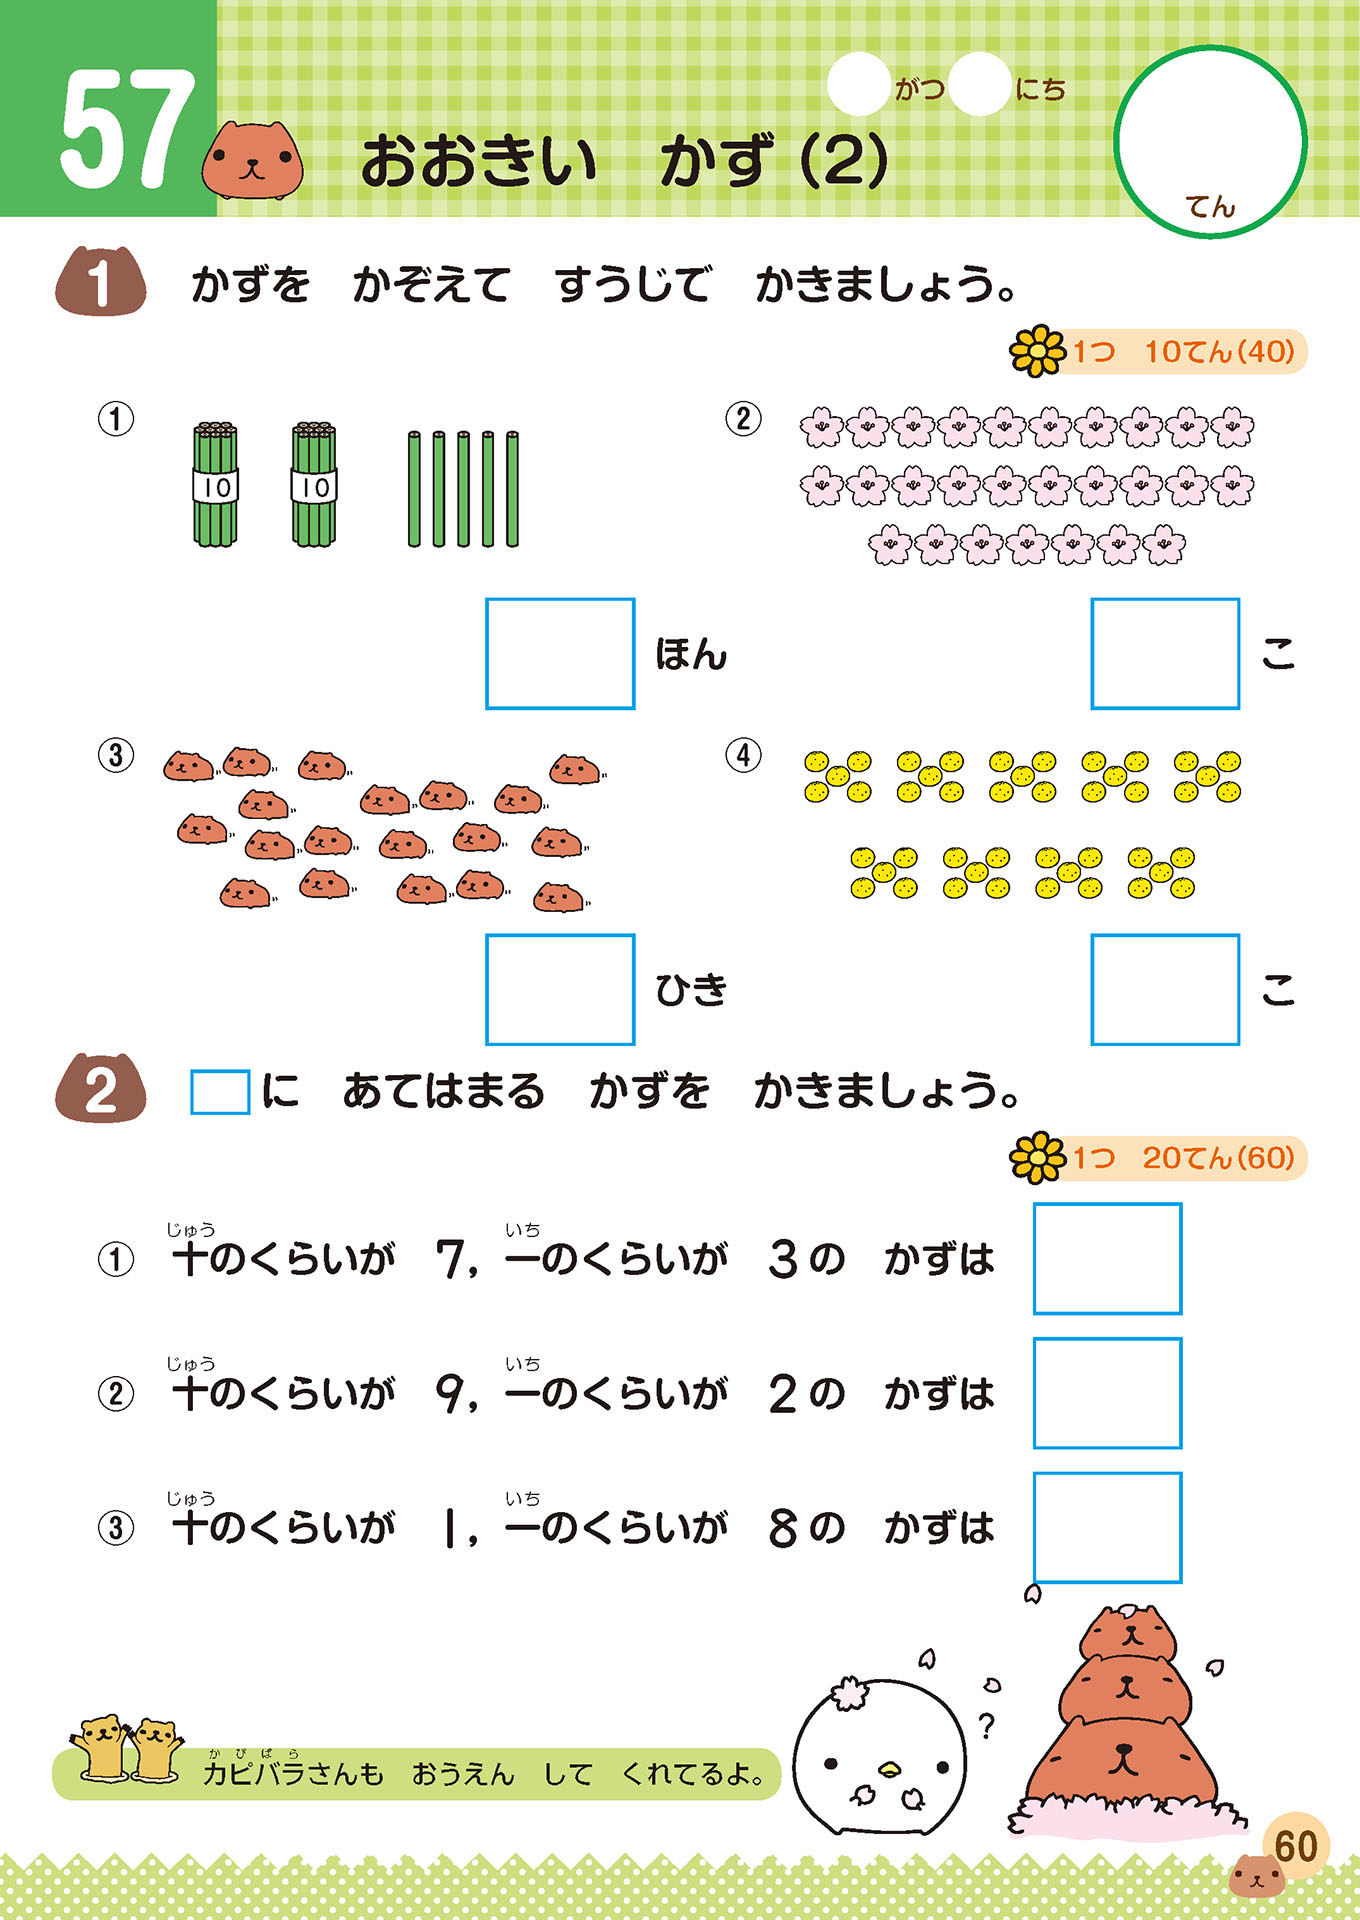 57
がつ にち
おおきい かず(2)
てん
1 かずを かぞえて すうじで かきましょう。
1つ 10てん(40)
①
10 10
ほん
②
こ
③
ひき
④
こ
2 □に あてはまる かずを かきましょう。
1つ 20てん(60)
じゅう いち
① 十のくらいが 7, 一のくらいが 3の かずは
じゅう いち
② 十のくらいが 9, 一のくらいが 2の かずは
じゅう いち
③ 十のくらいが 1, 一のくらいが 8の かずは
?
かぴばら
カピバラさんも おうえん して くれてるよ。
60